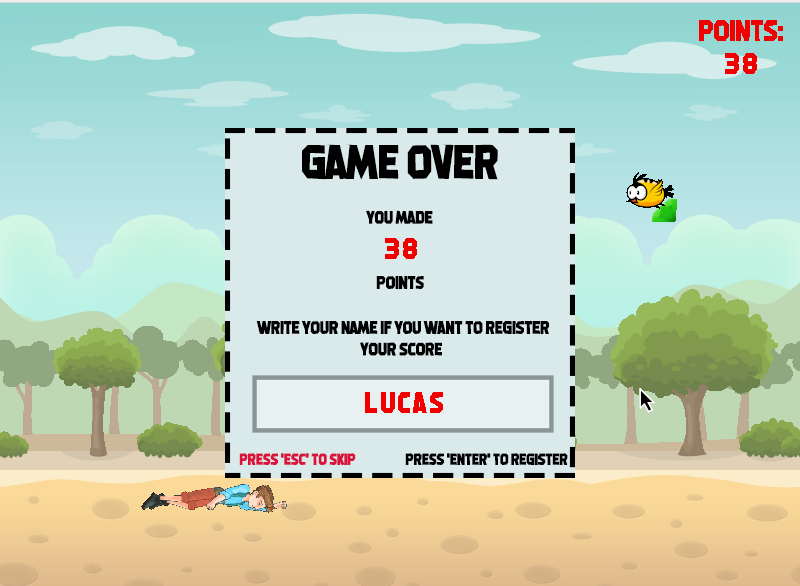 POINTS:
38
GAME OVER
YOU MADE
38
POINTS
WRITE YOUR NAME IF YOU WANT TO REGISTER
YOUR SCORE
LUCAS
PRESS 'ESC' TO SKIP
PRESS 'ENTER' TO REGISTER